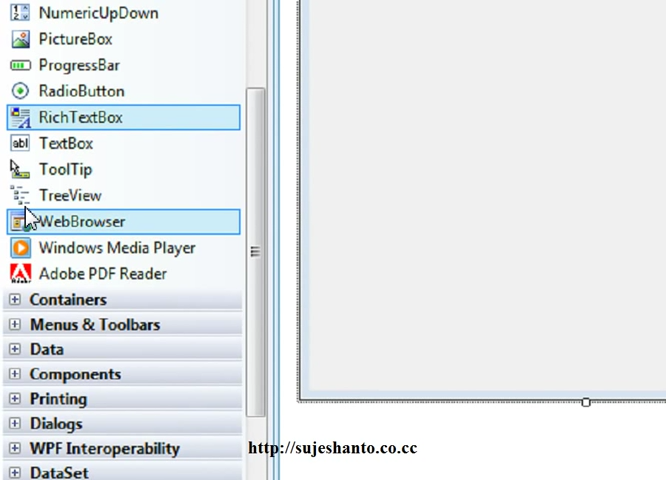 NumericUpDown
PictureBox
ProgressBar
RadioButton
RichTextBox
TextBox
ToolTip
TreeView
WebBrowser
Windows Media Player
Adobe PDF Reader
Containers
Menus & Toolbars
Data
Components
Printing
Dialogs
WPF Interoperability
http://sujeshanto.co.cc
DataSet